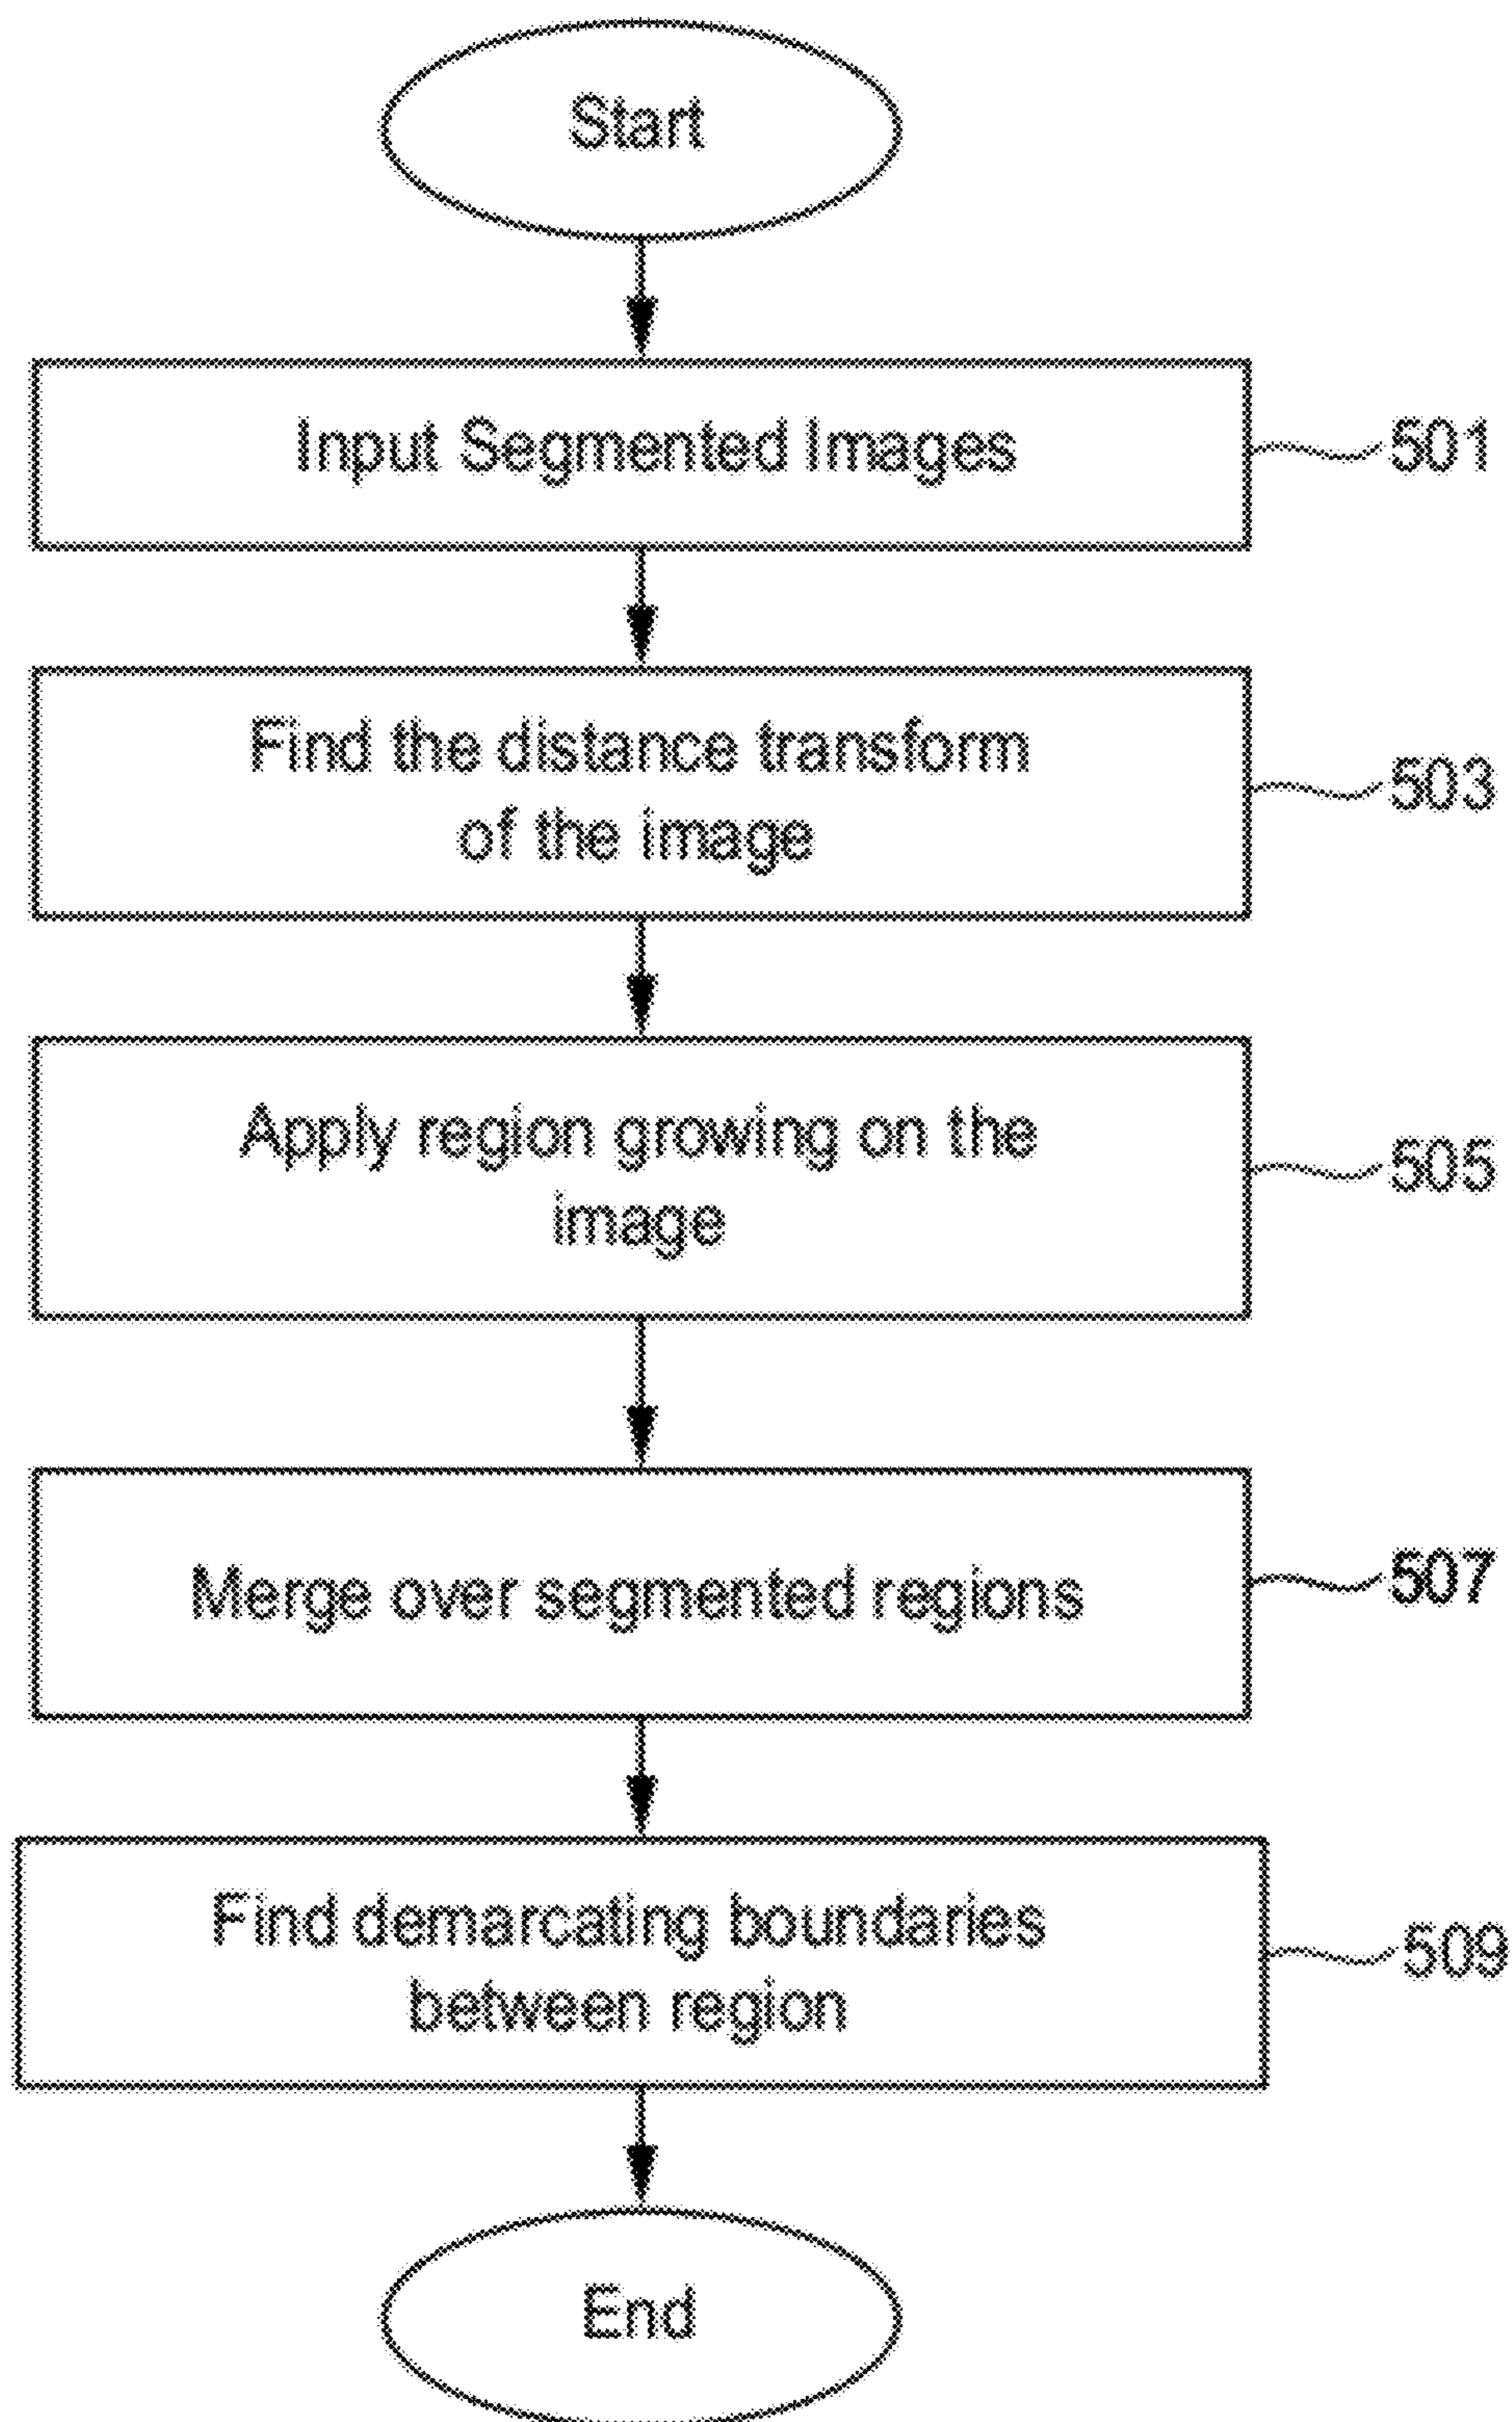 Start
Input Segmented Images
501
Find the distance transform
of the image
503
Apply region growing on the
image
505
Merge over segmented regions
507
Find demarcating boundaries
between region
509
End